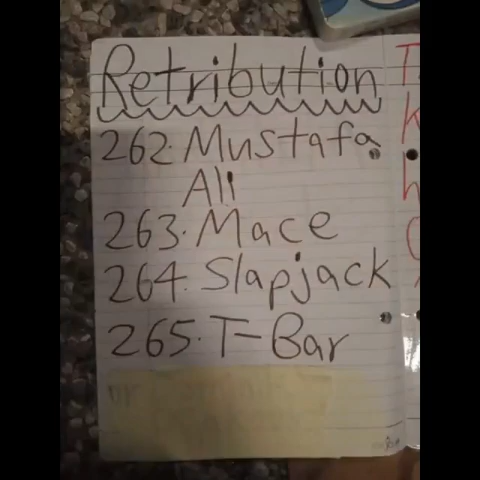 Retribution
262. Mustafa
Ali
263. Mace
264. Slapjack
265. T-Bar